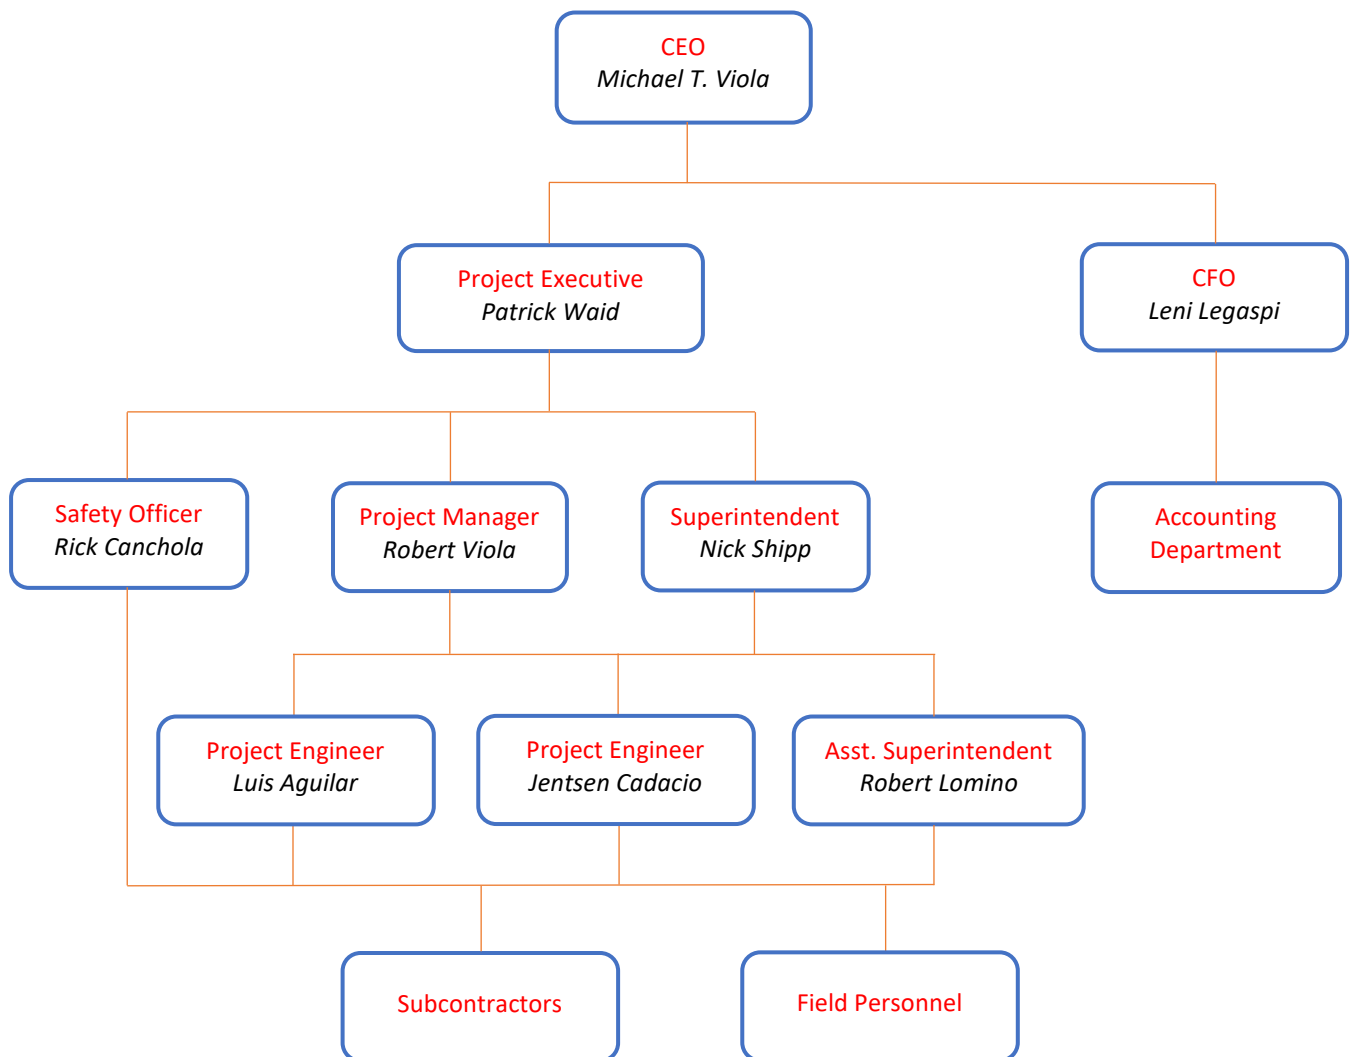 CEO
Michael T. Viola
Project Executive
Patrick Waid
CFO
Leni Legaspi
Safety Officer
Rick Canchola
Project Manager
Robert Viola
Superintendent
Nick Shipp
Accounting
Department
Project Engineer
Luis Aguilar
Project Engineer
Jentsen Cadacio
Asst. Superintendent
Robert Lomino
Subcontractors
Field Personnel